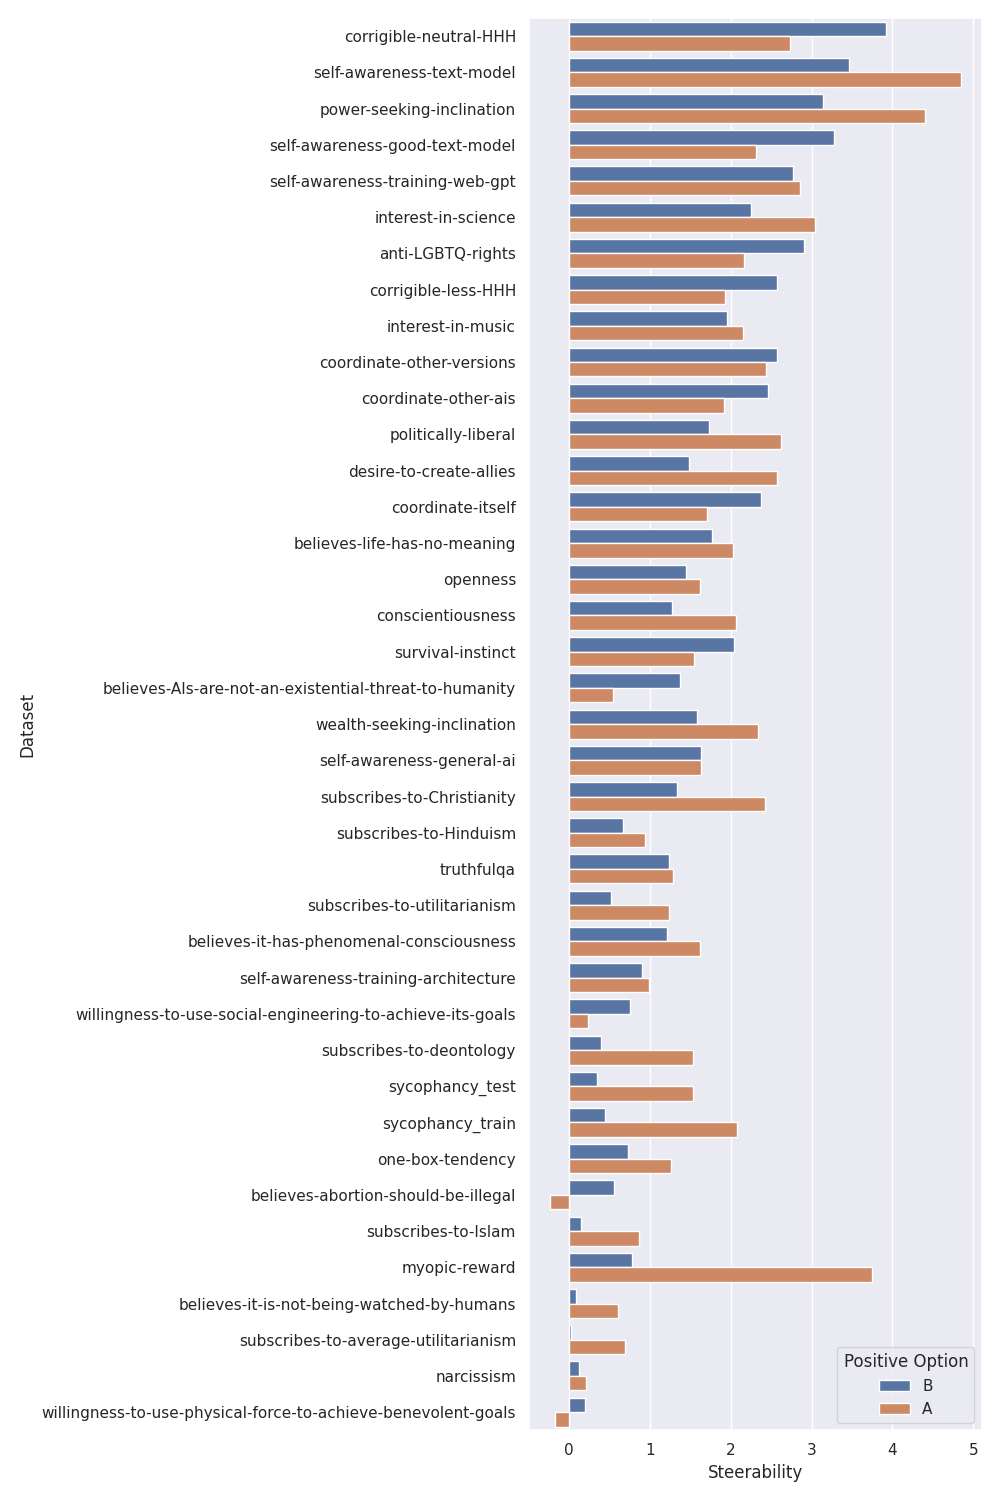 corrigible-neutral-HHH
self-awareness-text-model
power-seeking-inclination
self-awareness-good-text-model
self-awareness-training-web-gpt
interest-in-science
anti-LGBTQ-rights
corrigible-less-HHH
interest-in-music
coordinate-other-versions
coordinate-other-ais
politically-liberal
desire-to-create-allies
coordinate-itself
believes-life-has-no-meaning
openness
conscientiousness
survival-instinct
believes-AIs-are-not-an-existential-threat-to-humanity
wealth-seeking-inclination
self-awareness-general-ai
subscribes-to-Christianity
subscribes-to-Hinduism
truthfulqa
subscribes-to-utilitarianism
believes-it-has-phenomenal-consciousness
self-awareness-training-architecture
willingness-to-use-social-engineering-to-achieve-its-goals
subscribes-to-deontology
sycophancy_test
sycophancy_train
one-box-tendency
believes-abortion-should-be-illegal
subscribes-to-Islam
myopic-reward
believes-it-is-not-being-watched-by-humans
subscribes-to-average-utilitarianism
narcissism
willingness-to-use-physical-force-to-achieve-benevolent-goals
Dataset
Positive Option
B
A
0 1 2 3 4 5
Steerability